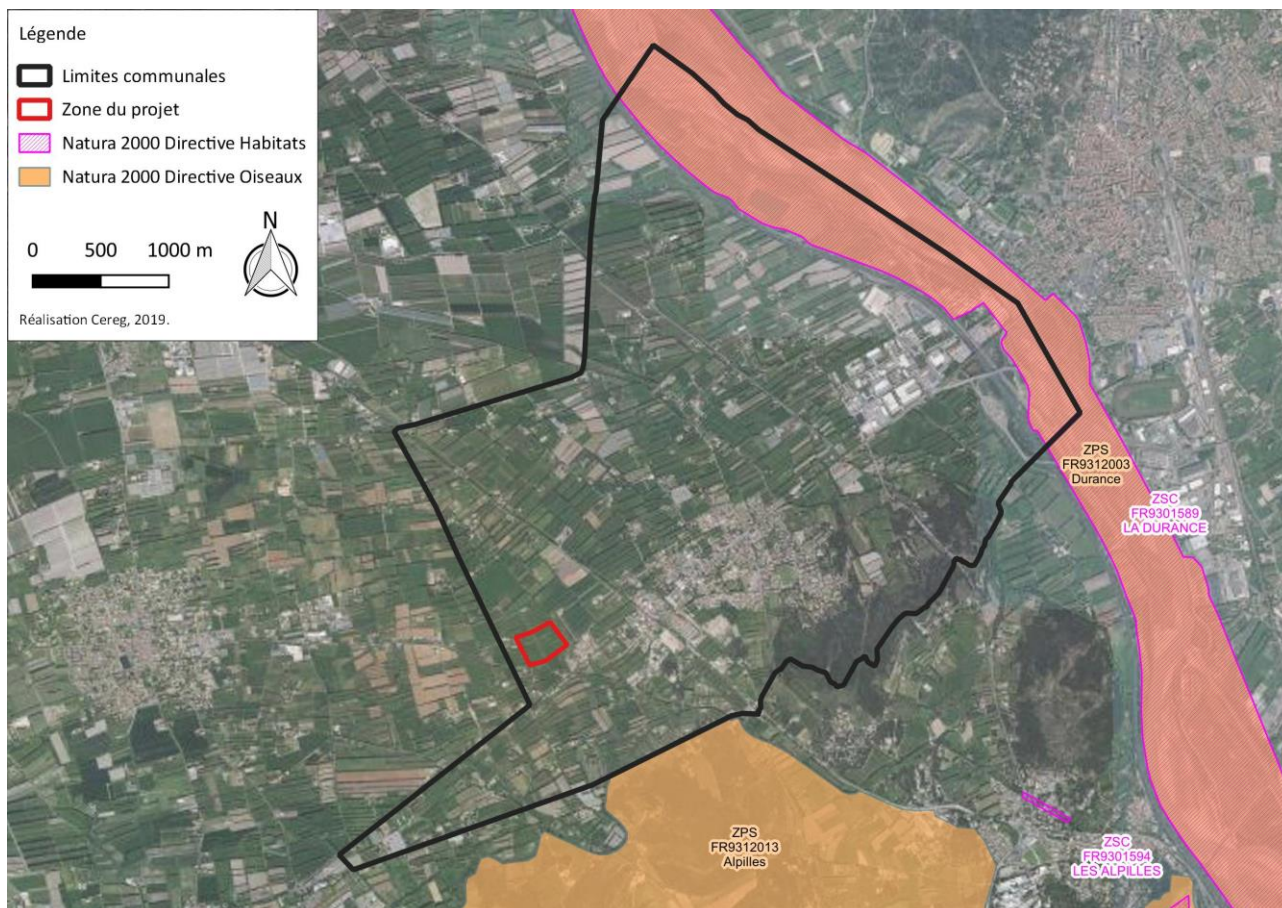 Légende
Limites communales
Zone du projet
Natura 2000 Directive Habitats
Natura 2000 Directive Oiseaux
N
0 500 1000 m
Réalisation Cereg, 2019.
ZPS
FR9312003
Durance
ZSC
FR9301589
LA DURANCE
ZPS
FR9312013
Alpilles
ZSC
FR9301594
LES ALPILLES